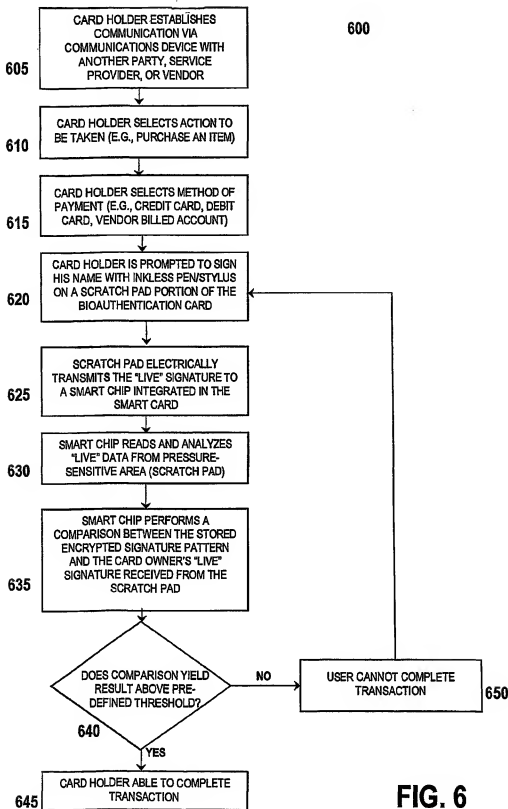 600
605
CARD HOLDER ESTABLISHES
COMMUNICATION VIA
COMMUNICATIONS DEVICE WITH
ANOTHER PARTY, SERVICE
PROVIDER, OR VENDOR
610
CARD HOLDER SELECTS ACTION TO
BE TAKEN (E.G., PURCHASE AN ITEM)
615
CARD HOLDER SELECTS METHOD OF
PAYMENT (E.G., CREDIT CARD, DEBIT
CARD, VENDOR BILLED ACCOUNT)
620
CARD HOLDER IS PROMPTED TO SIGN
HIS NAME WITH INKLESS PEN/STYLUS
ON A SCRATCH PAD PORTION OF THE
BIOAUTHENTICATION CARD
625
SCRATCH PAD ELECTRICALLY
TRANSMITS THE "LIVE" SIGNATURE TO
A SMART CHIP INTEGRATED IN THE
SMART CARD
630
SMART CHIP READS AND ANALYZES
"LIVE" DATA FROM PRESSURE-
SENSITIVE AREA (SCRATCH PAD)
635
SMART CHIP PERFORMS A
COMPARISON BETWEEN THE STORED
ENCRYPTED SIGNATURE PATTERN
AND THE CARD OWNER'S "LIVE"
SIGNATURE RECEIVED FROM THE
SCRATCH PAD
DOES COMPARISON YIELD
RESULT ABOVE PRE-
DEFINED THRESHOLD?
640
NO
USER CANNOT COMPLETE
TRANSACTION
650
YES
645
CARD HOLDER ABLE TO COMPLETE
TRANSACTION
FIG. 6